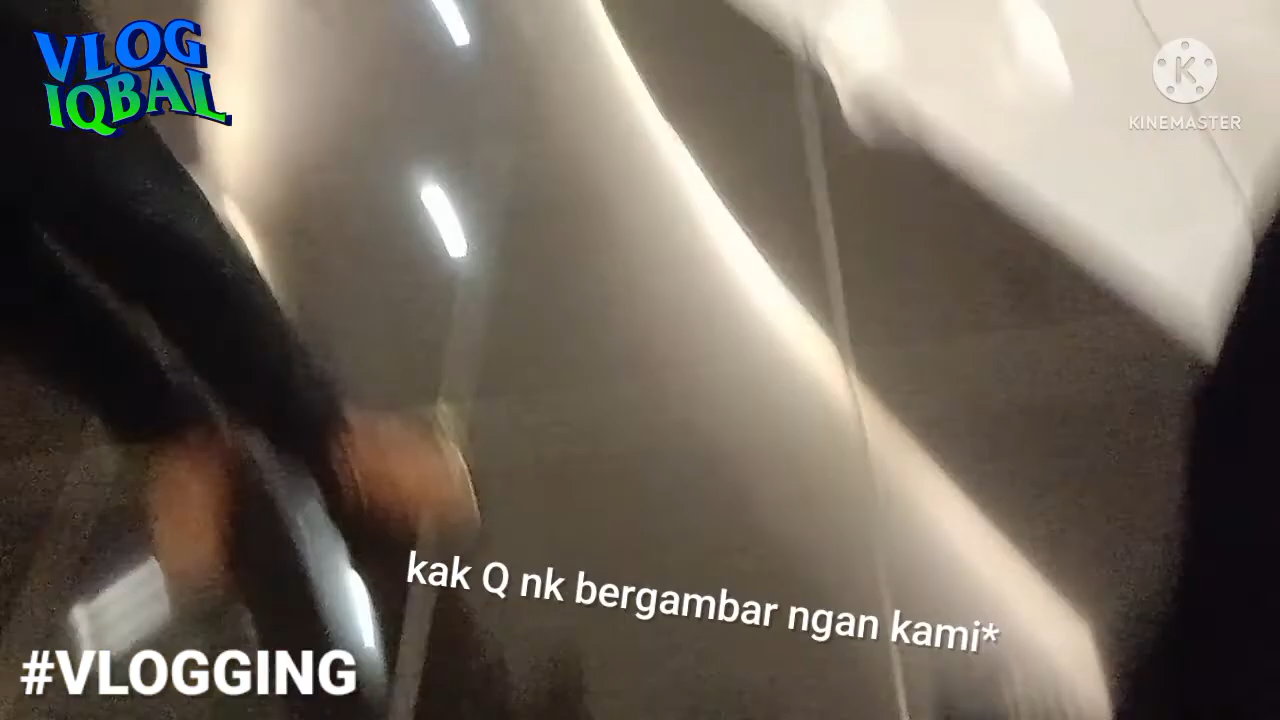 VLOG
IQBAL
KINEMASTER
kak Q nk bergambar ngan kami*
#VLOGGING